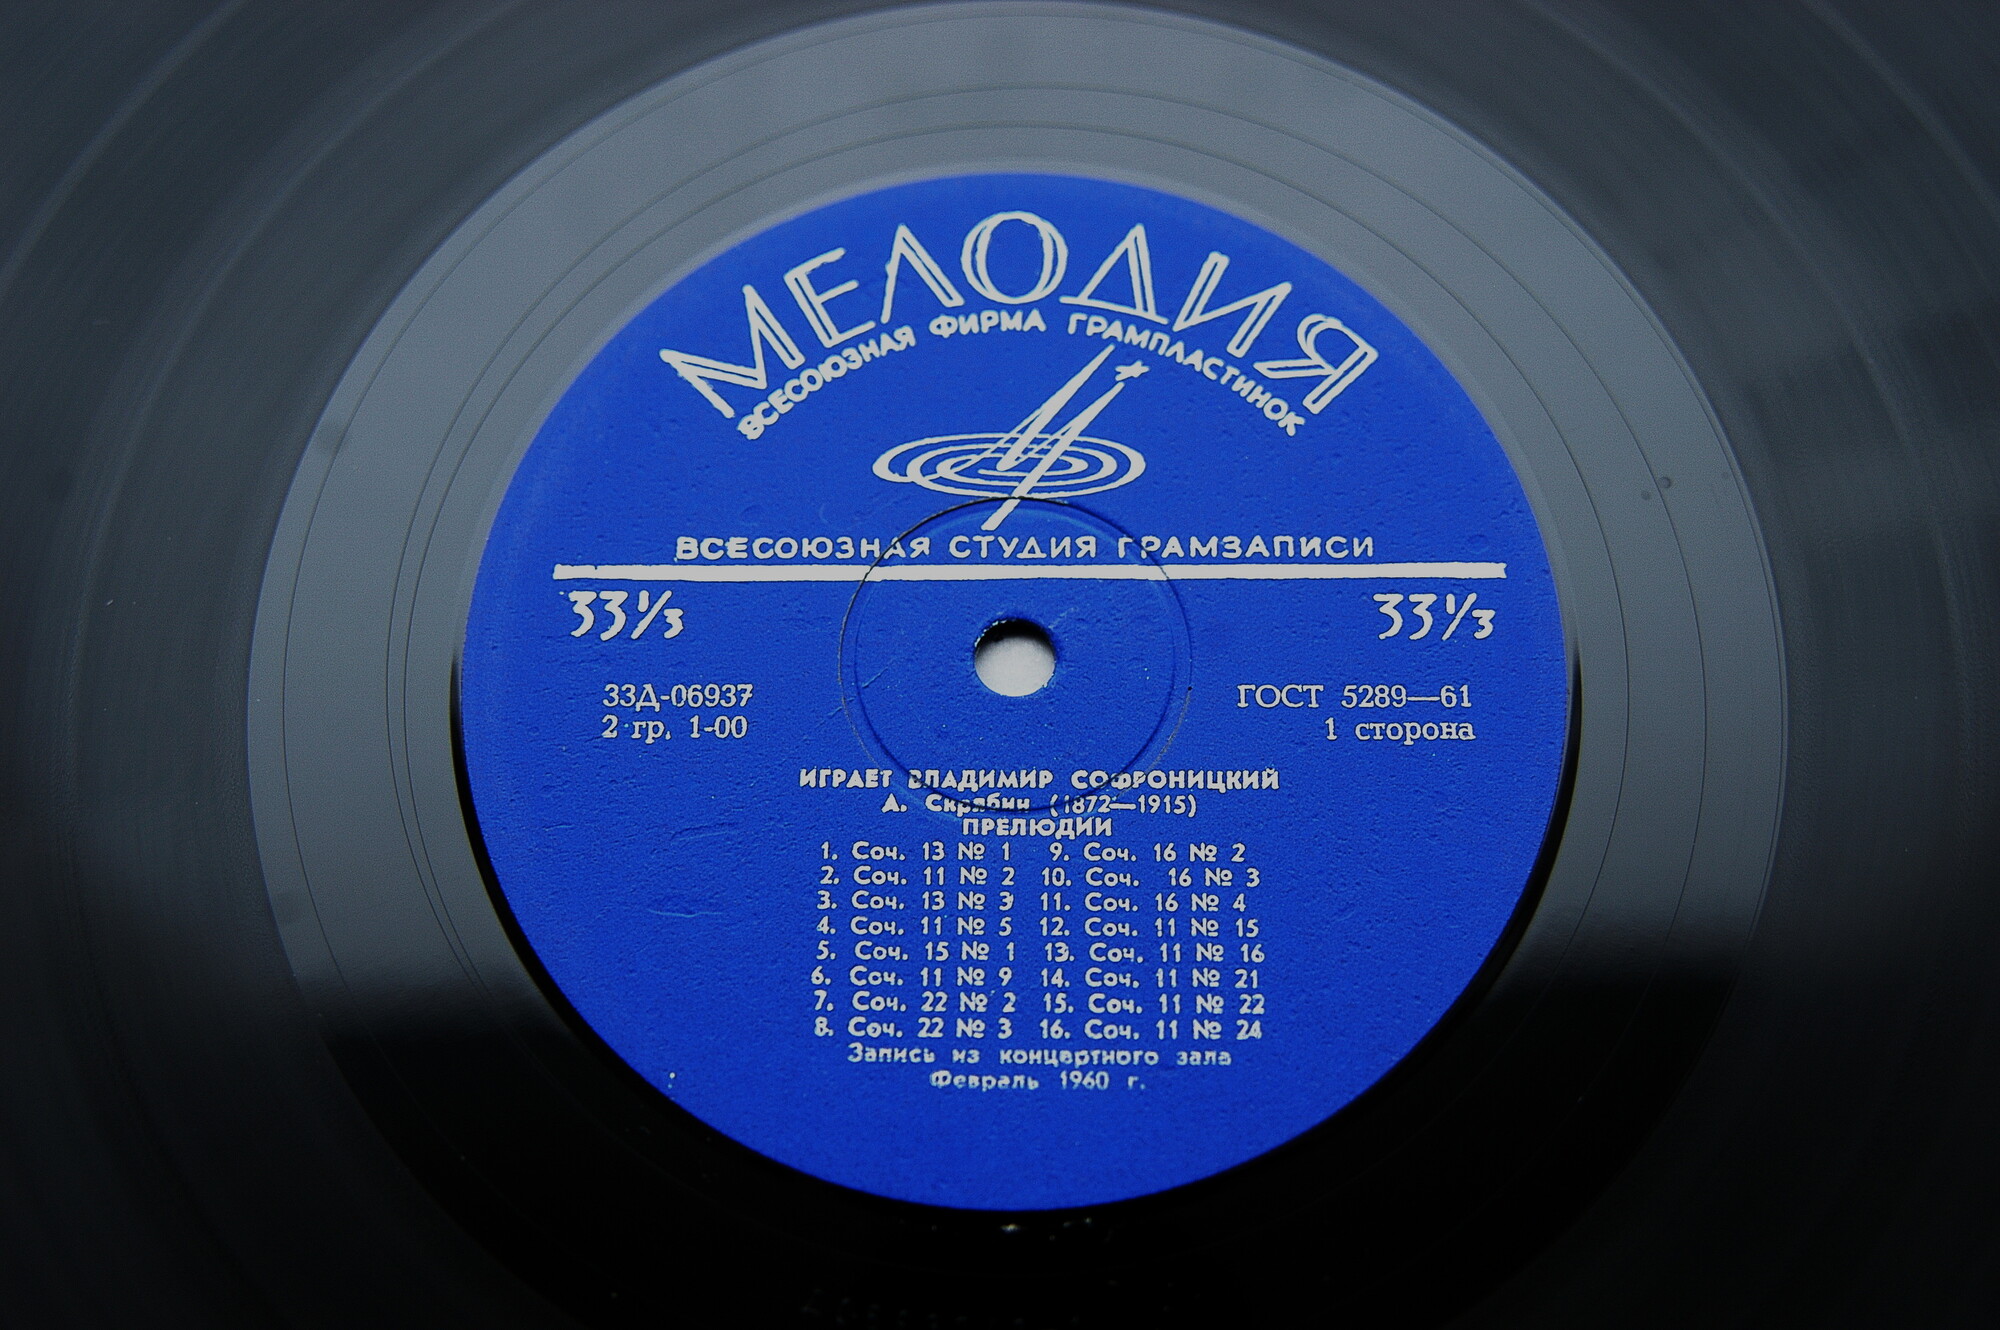 МЕЛОДИЯ
ВСЕСОЮЗНАЯ ФИРМА ГРАМПЛАСТИНОК
ВСЕСОЮЗНАЯ СТУДИЯ ГРАМЗАПИСИ
33⅓ 33⅓
33Д-06937 ГОСТ 5289—61
2 гр. 1-00 1 сторона
ИГРАЕТ ВЛАДИМИР СОФРОНИЦКИЙ
А. Скрябин (1872—1915)
ПРЕЛЮДИИ
1. Соч. 13 № 1 9. Соч. 16 № 2
2. Соч. 11 № 2 10. Соч. 16 № 3
3. Соч. 13 № 3 11. Соч. 16 № 4
4. Соч. 11 № 5 12. Соч. 11 № 15
5. Соч. 15 № 1 13. Соч. 11 № 16
6. Соч. 11 № 9 14. Соч. 11 № 21
7. Соч. 22 № 2 15. Соч. 11 № 22
8. Соч. 22 № 3 16. Соч. 11 № 24
Запись из концертного зала
Февраль 1960 г.